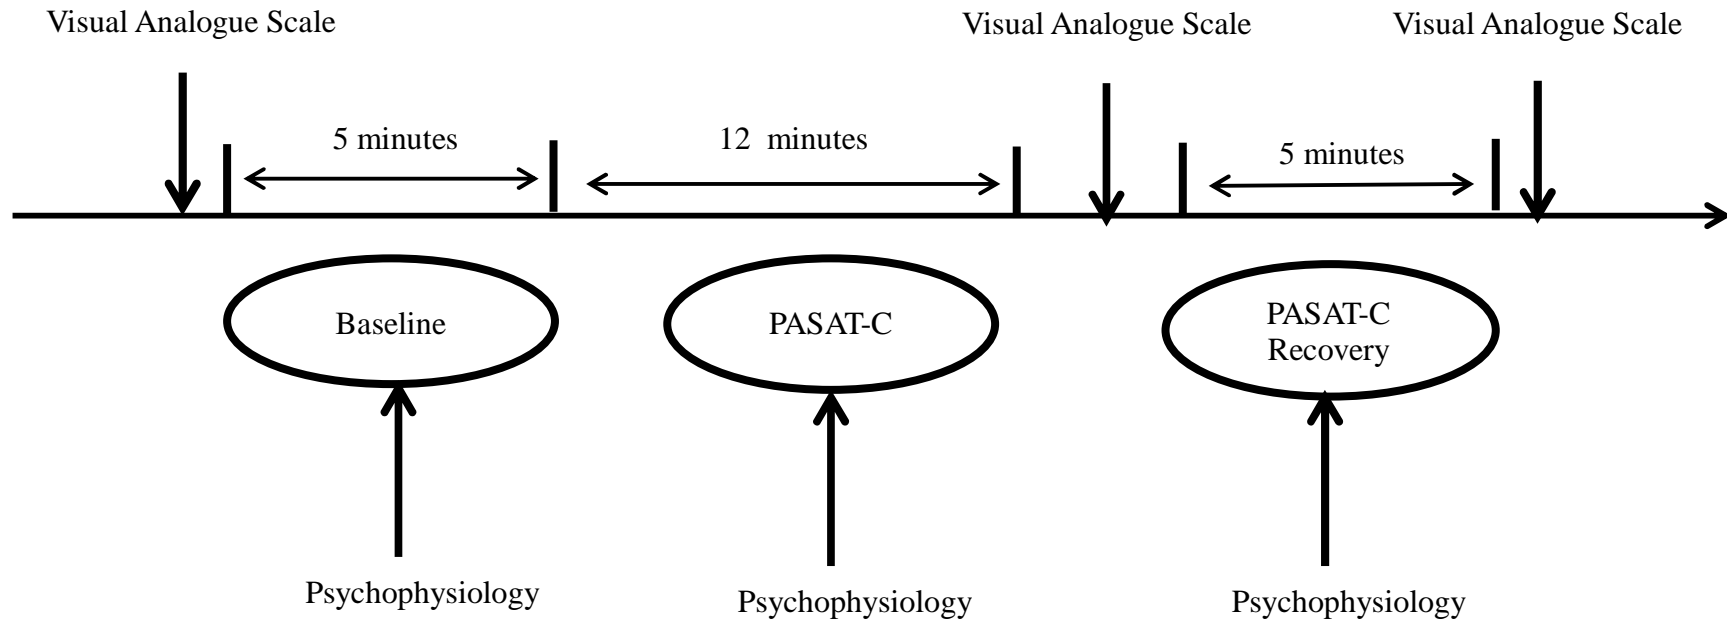 Visual Analogue Scale
Visual Analogue Scale
Visual Analogue Scale
5 minutes
12 minutes
5 minutes
Baseline
PASAT-C
PASAT-C
Recovery
Psychophysiology
Psychophysiology
Psychophysiology